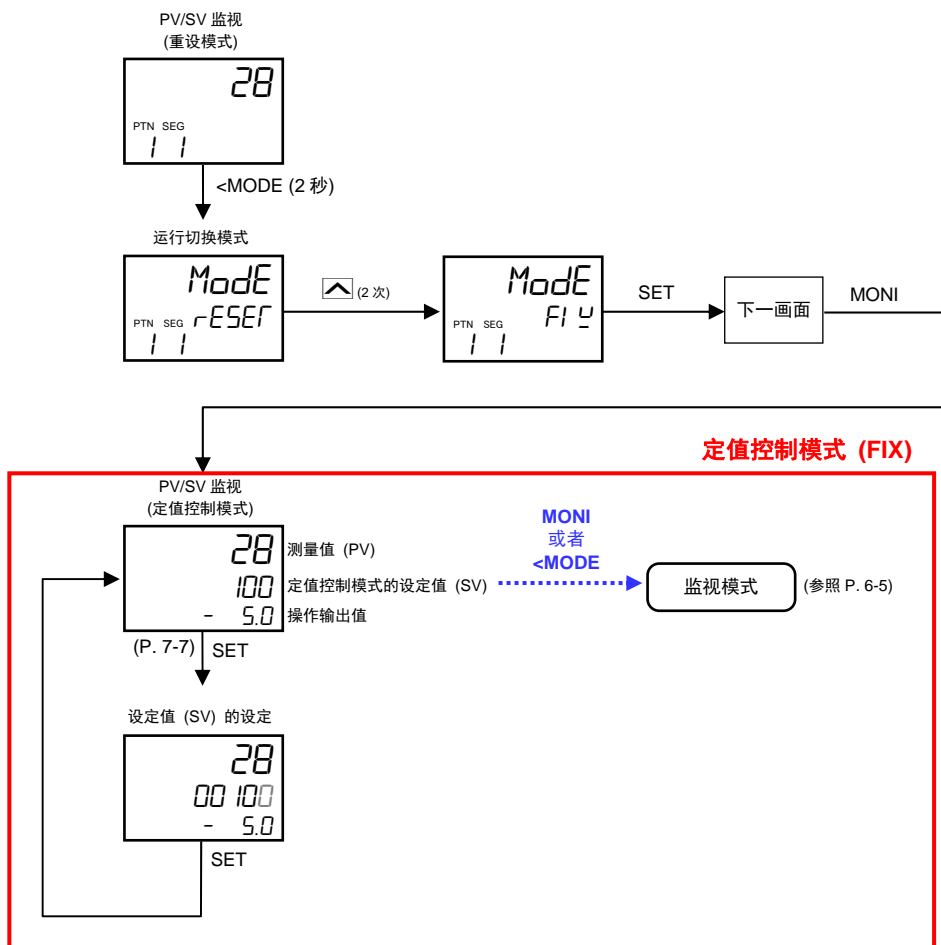 PV/SV 监视
(重设模式)
28
PTN SEG
1 1
<MODE (2 秒)
运行切换模式
ModE
PTN SEG rESET
1 1
(2 次)
ModE
PTN SEG FIX
1 1
SET
下一画面
MONI
定值控制模式 (FIX)
PV/SV 监视
(定值控制模式)
28 测量值 (PV)
100 定值控制模式的设定值 (SV)
- 5.0 操作输出值
MONI
或者
<MODE
监视模式 (参照 P. 6-5)
(P. 7-7) SET
设定值 (SV) 的设定
28
00100
- 5.0
SET